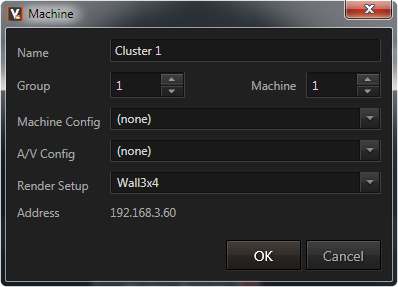 Machine
Name Cluster 1
Group 1 Machine 1
Machine Config (none)
A/V Config (none)
Render Setup Wall3x4
Address 192.168.3.60
OK Cancel